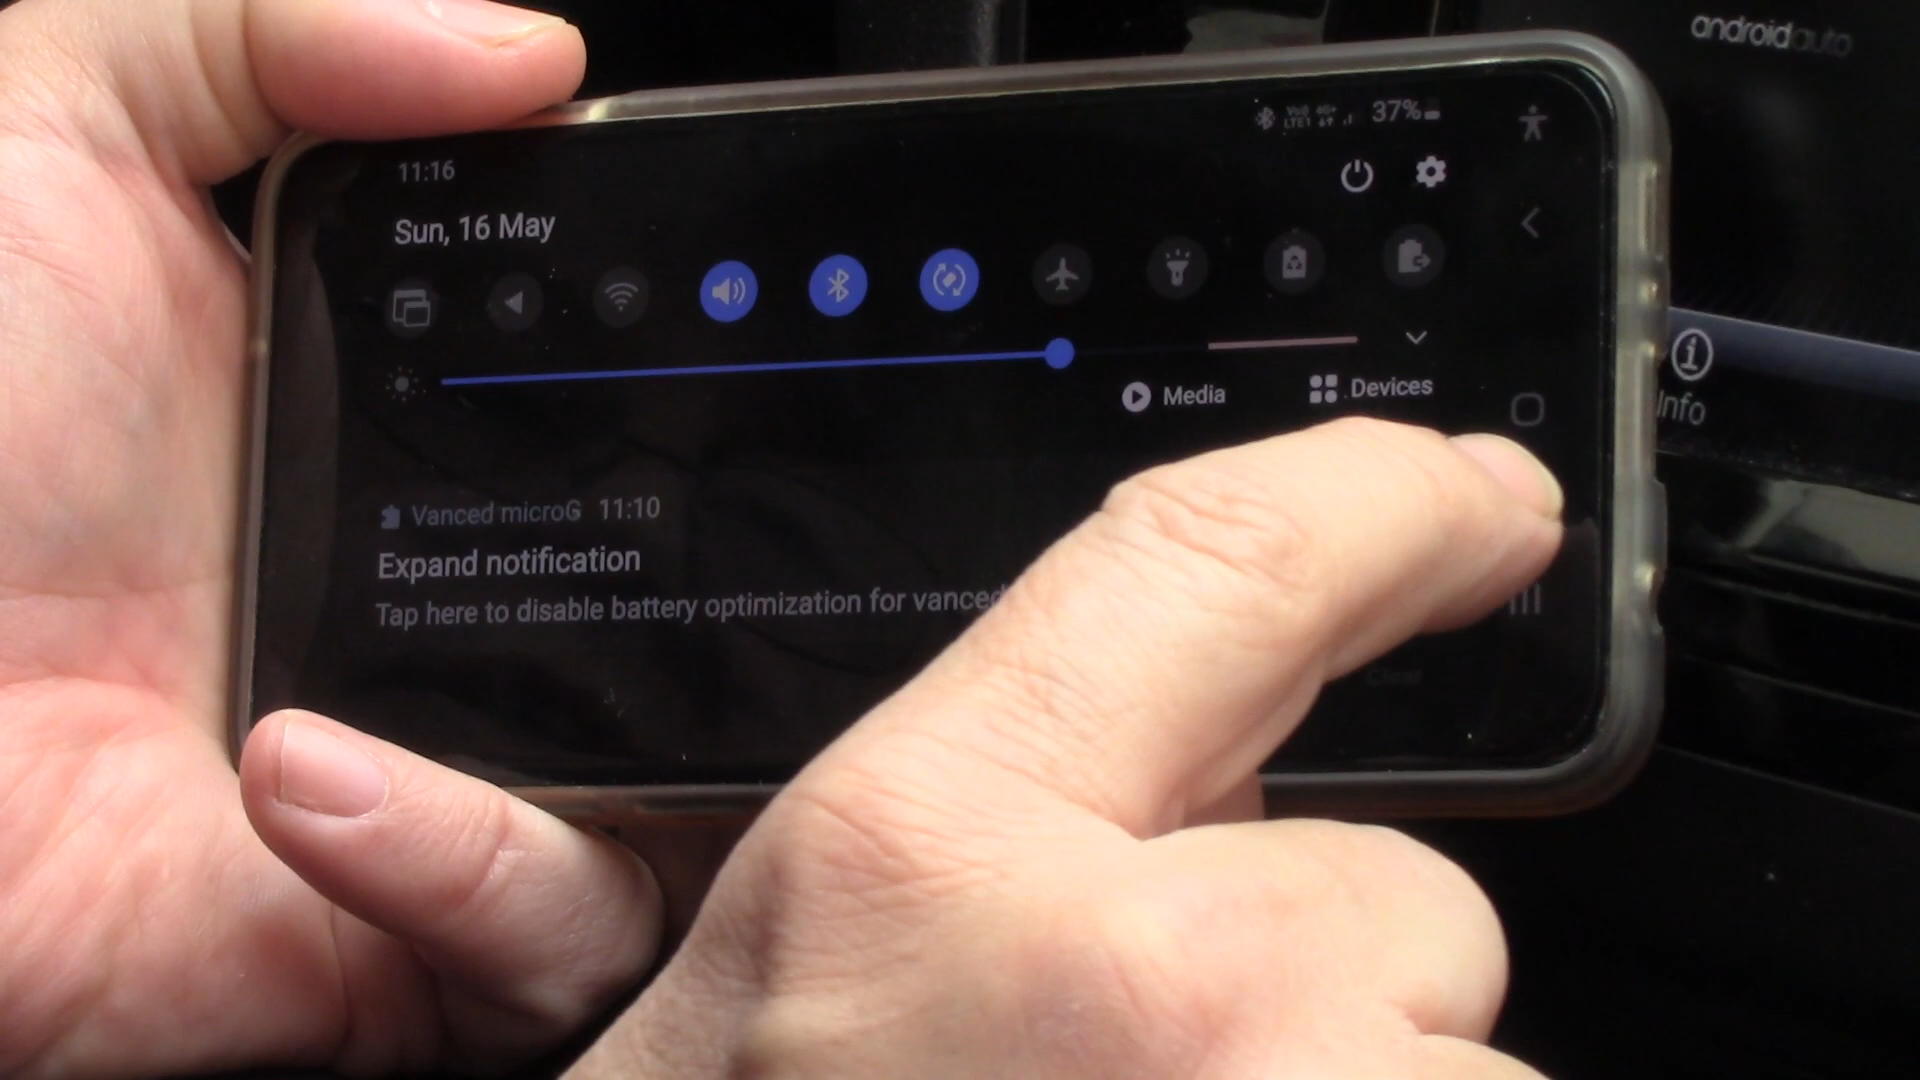 androidauto
37%
11:16
Sun, 16 May
Media
Devices
Info
Vanced microG 11:10
Expand notification
Tap here to disable battery optimization for vanced